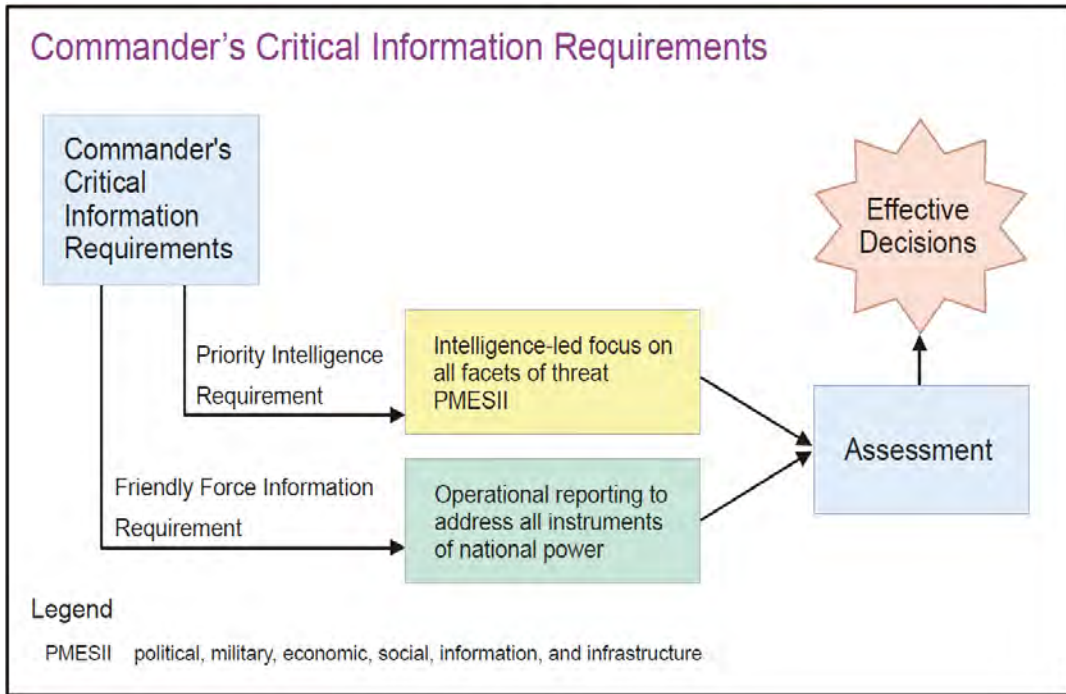 Commander’s Critical Information Requirements
Commander's
Critical
Information
Requirements
Effective
Decisions
Priority Intelligence
Requirement
Intelligence-led focus on
all facets of threat
PMESII
Assessment
Friendly Force Information
Requirement
Operational reporting to
address all instruments
of national power
Legend
PMESII political, military, economic, social, information, and infrastructure